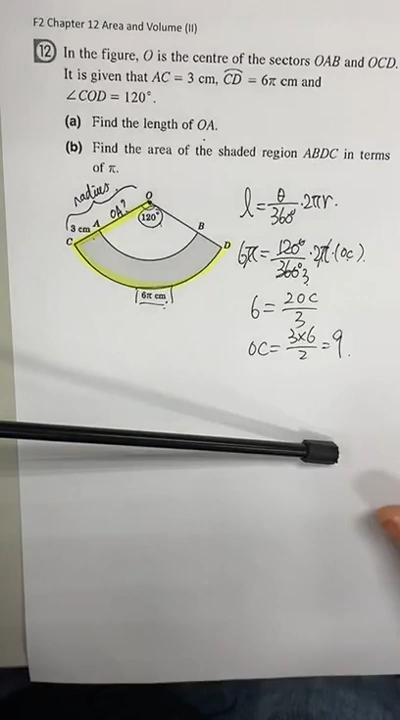 F2 Chapter 12 Area and Volume (II)
12 In the figure, O is the centre of the sectors OAB and OCD.
It is given that AC = 3 cm, C͡D = 6π cm and
∠COD = 120°.
(a) Find the length of OA.
(b) Find the area of the shaded region ABDC in terms
of π.
radius
O
OA?
120°
3 cm
A
B
C
D
6π cm
l = θ/360° · 2πr.
6π = 120°/360°3 · 2π · (OC).
6 = 2OC/3
OC = 3×6/2 = 9.